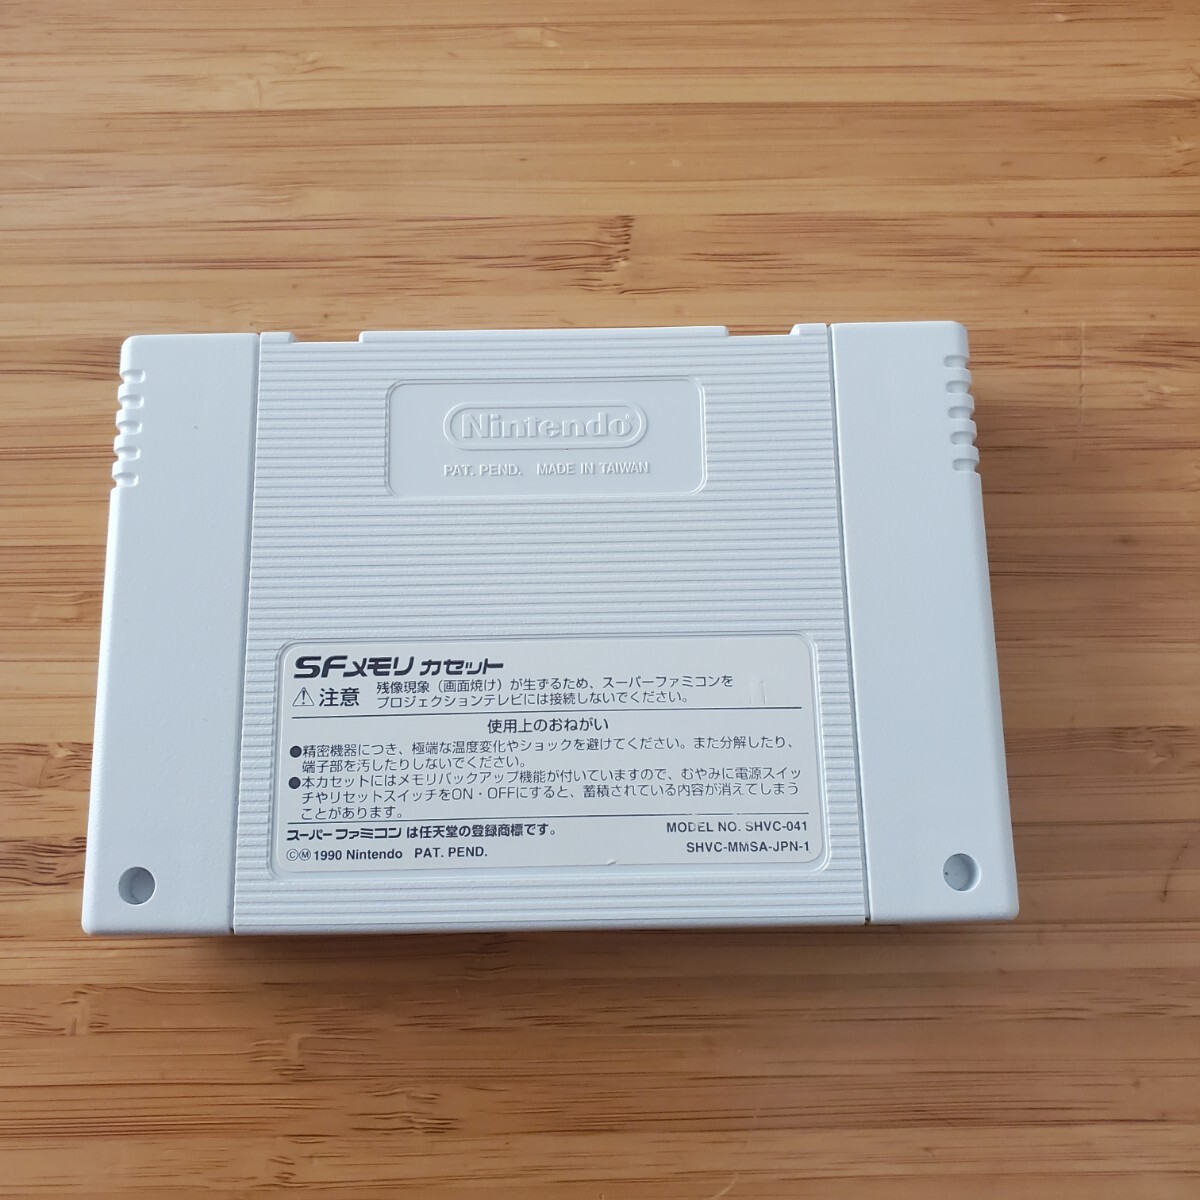 Nintendo®
PAT. PEND. MADE IN TAIWAN
SFメモリ カセット
⚠注意 残像現象(画面焼け)が生ずるため、スーパーファミコンを
プロジェクションテレビには接続しないでください。
使用上のおねがい
●精密機器につき、極端な温度変化やショックを避けてください。また分解したり、
端子部を汚したりしないでください。
●本カセットにはメモリバックアップ機能が付いていますので、むやみに電源スイッ
チやリセットスイッチをON・OFFにすると、蓄積されている内容が消えてしまう
ことがあります。
スーパーファミコンは任天堂の登録商標です。
MODEL NO. SHVC-041
©Ⓜ1990 Nintendo PAT. PEND.
SHVC-MMSA-JPN-1